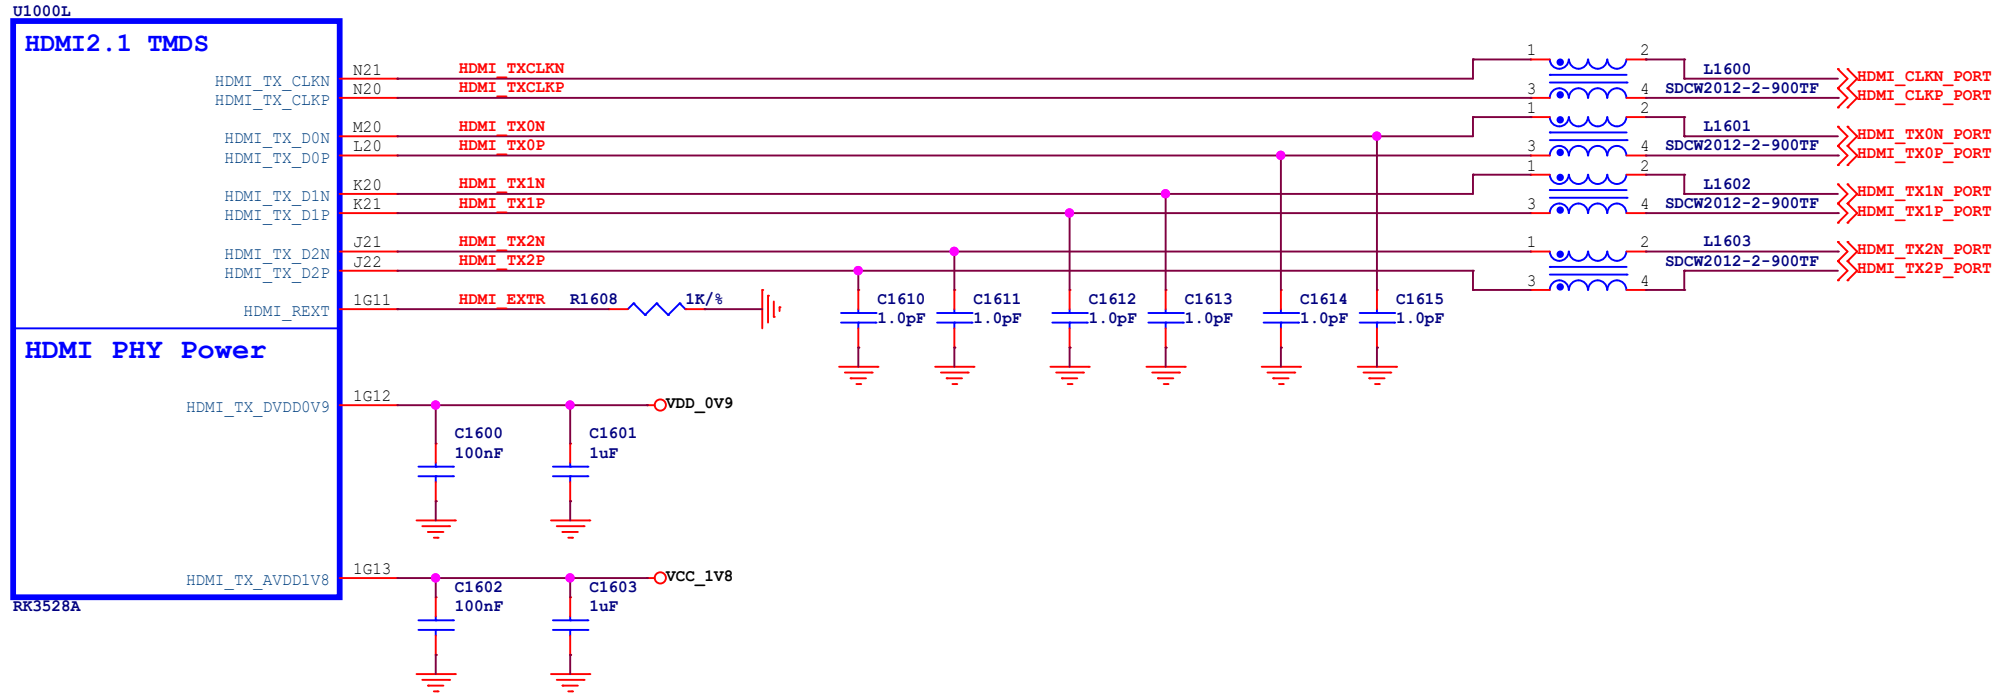 U1000L
HDMI2.1 TMDS
HDMI_TX_CLKN N21 HDMI_TXCLKN
HDMI_TX_CLKP N20 HDMI_TXCLKP
HDMI_TX_D0N M20 HDMI_TX0N
HDMI_TX_D0P L20 HDMI_TX0P
HDMI_TX_D1N K20 HDMI_TX1N
HDMI_TX_D1P K21 HDMI_TX1P
HDMI_TX_D2N J21 HDMI_TX2N
HDMI_TX_D2P J22 HDMI_TX2P
HDMI_REXT 1G11 HDMI_EXTR R1608 1K/%
1 2
L1600 HDMI_CLKN_PORT
3 4 SDCW2012-2-900TF HDMI_CLKP_PORT
1 2
L1601 HDMI_TX0N_PORT
3 4 SDCW2012-2-900TF HDMI_TX0P_PORT
1 2
L1602 HDMI_TX1N_PORT
3 4 SDCW2012-2-900TF HDMI_TX1P_PORT
1 2 L1603 HDMI_TX2N_PORT
SDCW2012-2-900TF HDMI_TX2P_PORT
3 4
C1610 C1611 C1612 C1613 C1614 C1615
1.0pF 1.0pF 1.0pF 1.0pF 1.0pF 1.0pF
HDMI PHY Power
HDMI_TX_DVDD0V9 1G12 VDD_0V9
C1600 C1601
100nF 1uF
HDMI_TX_AVDD1V8 1G13 VCC_1V8
C1602 C1603
100nF 1uF
RK3528A